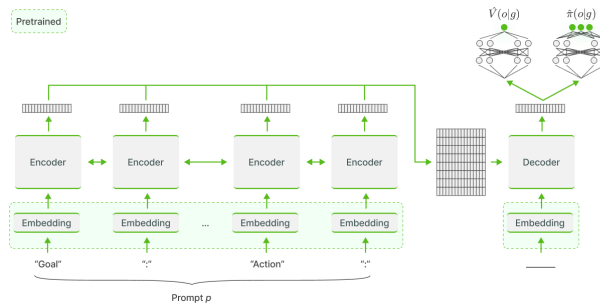 Pretrained
V̂(o|g)
π̃(o|g)
Encoder
Encoder
Encoder
Encoder
Decoder
Embedding
Embedding
...
Embedding
Embedding
Embedding
“Goal”
“:”
“Action”
“:”
Prompt p